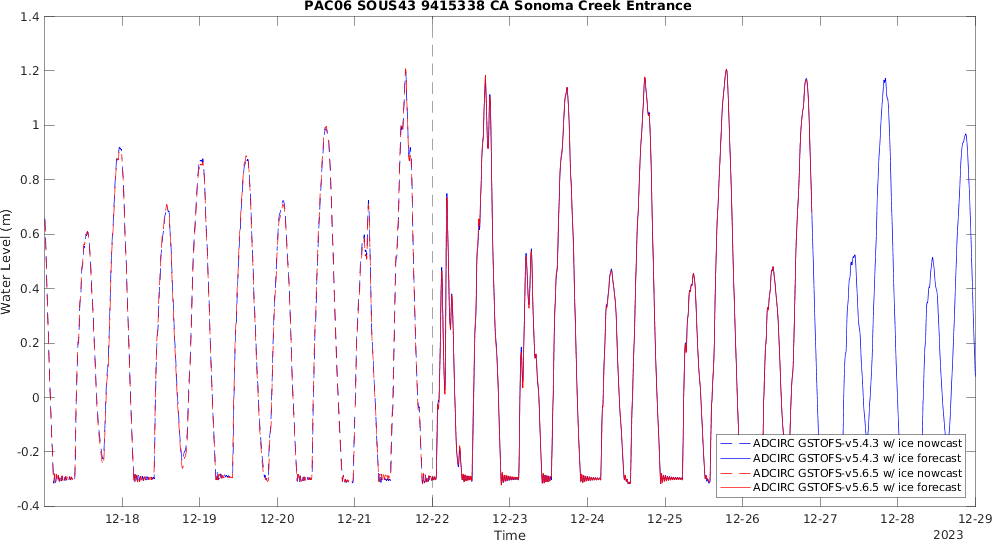 PAC06 SOUS43 9415338 CA Sonoma Creek Entrance
1.4
1.2
1
0.8
0.6
0.4
0.2
0
-0.2
-0.4
Water Level (m)
ADCIRC GSTOFS-v5.4.3 w/ ice nowcast
ADCIRC GSTOFS-v5.4.3 w/ ice forecast
ADCIRC GSTOFS-v5.6.5 w/ ice nowcast
ADCIRC GSTOFS-v5.6.5 w/ ice forecast
12-18 12-19 12-20 12-21 12-22 12-23 12-24 12-25 12-26 12-27 12-28 12-29
Time
2023